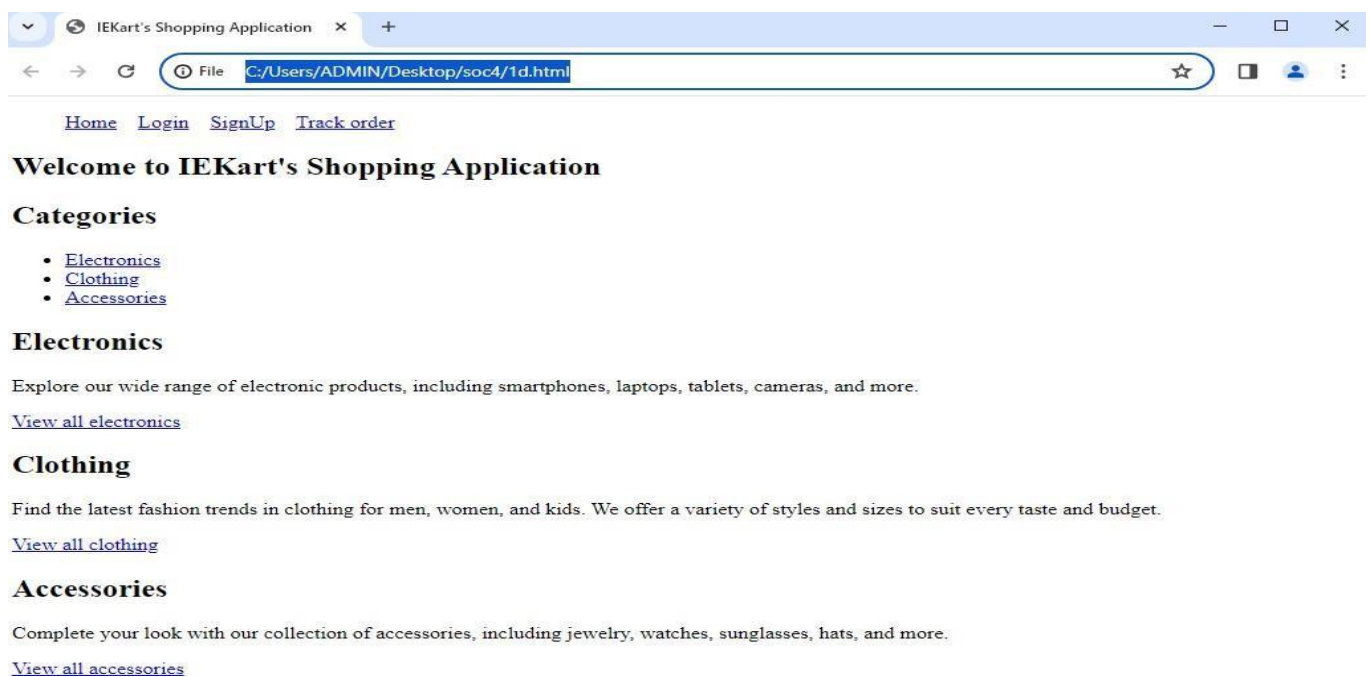 IEKart's Shopping Application
File C:/Users/ADMIN/Desktop/soc4/1d.html
Home Login SignUp Track order
Welcome to IEKart's Shopping Application
Categories
Electronics
Clothing
Accessories
Electronics
Explore our wide range of electronic products, including smartphones, laptops, tablets, cameras, and more.
View all electronics
Clothing
Find the latest fashion trends in clothing for men, women, and kids. We offer a variety of styles and sizes to suit every taste and budget.
View all clothing
Accessories
Complete your look with our collection of accessories, including jewelry, watches, sunglasses, hats, and more.
View all accessories